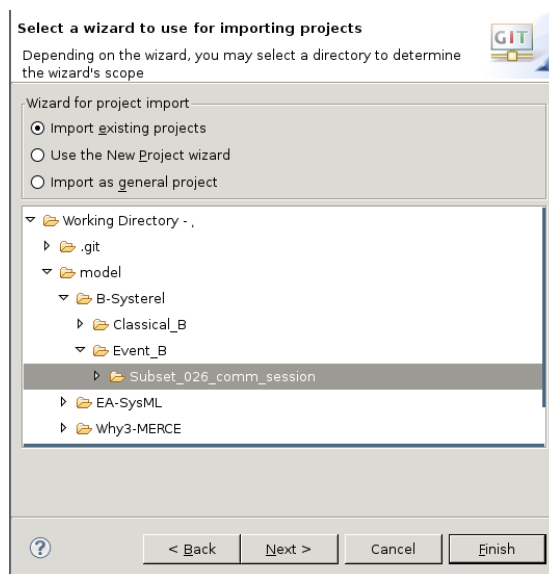 Select a wizard to use for importing projects
Depending on the wizard, you may select a directory to determine
the wizard's scope
GIT
Wizard for project import
Import existing projects
Use the New Project wizard
Import as general project
Working Directory - ,
.git
model
B-Systerel
Classical_B
Event_B
Subset_026_comm_session
EA-SysML
Why3-MERCE
?
< Back
Next >
Cancel
Finish